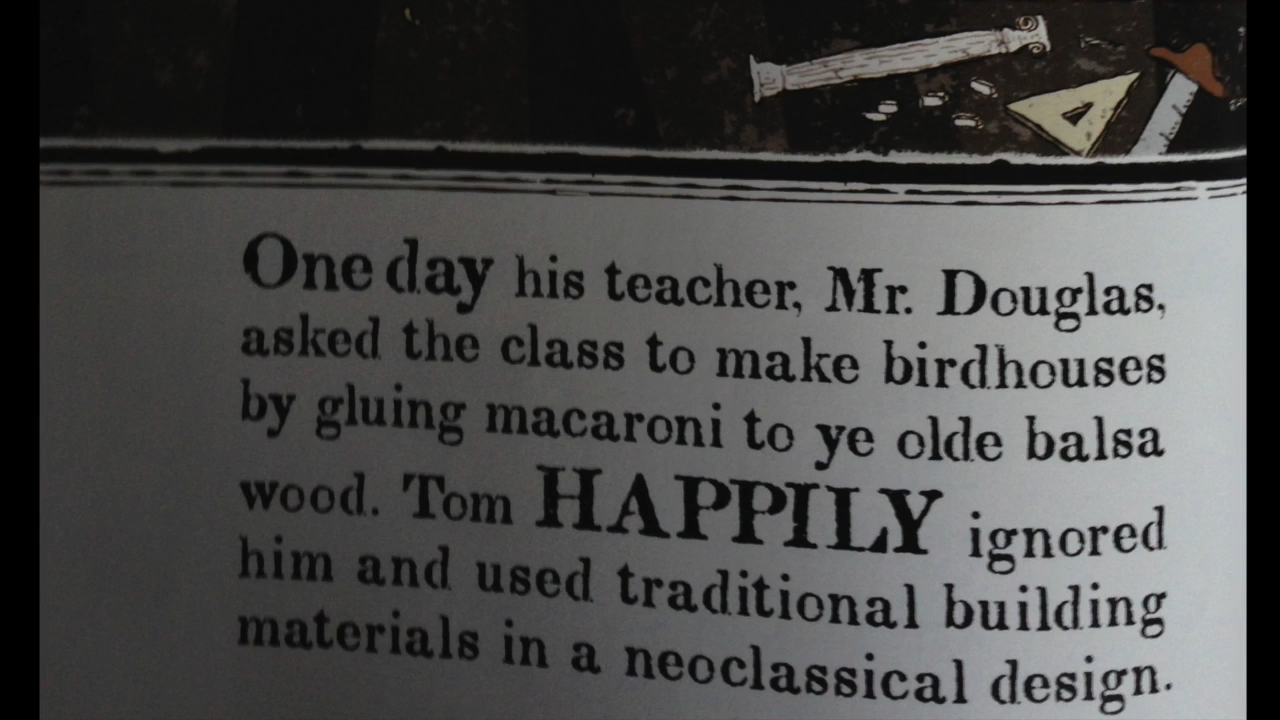 One day his teacher, Mr. Douglas,
asked the class to make birdhouses
by gluing macaroni to ye olde balsa
wood. Tom HAPPILY ignored
him and used traditional building
materials in a neoclassical design.